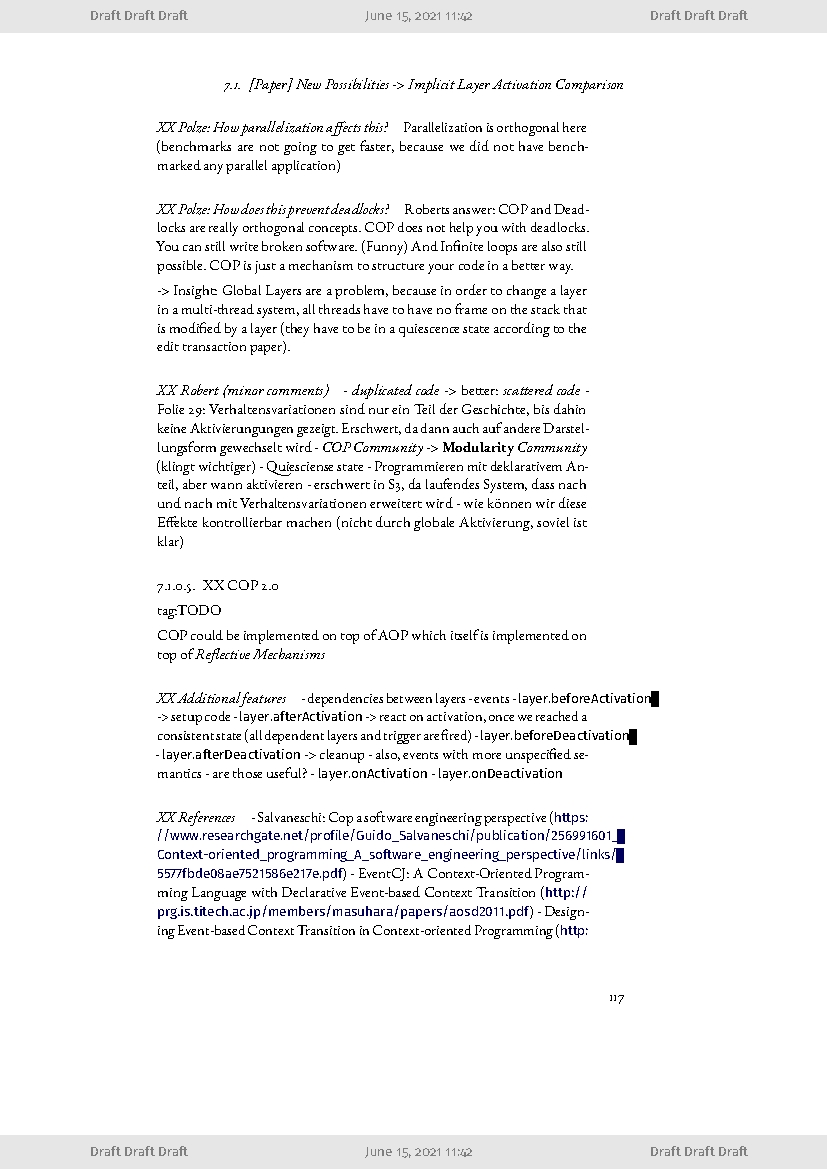 Draft Draft Draft June 15, 2021 11:42 Draft Draft Draft
7.1. [Paper] New Possibilities -> Implicit Layer Activation Comparison
XX Polze: How parallelization affects this? Parallelization is orthogonal here
(benchmarks are not going to get faster, because we did not have bench-
marked any parallel application)
XX Polze: How does this prevent deadlocks? Roberts answer: COP and Dead-
locks are really orthogonal concepts. COP does not help you with deadlocks.
You can still write broken software. (Funny) And Infinite loops are also still
possible. COP is just a mechanism to structure your code in a better way.
-> Insight: Global Layers are a problem, because in order to change a layer
in a multi-thread system, all threads have to have no frame on the stack that
is modified by a layer (they have to be in a quiescence state according to the
edit transaction paper).
XX Robert (minor comments) - duplicated code -> better: scattered code -
Folie 29: Verhaltensvariationen sind nur ein Teil der Geschichte, bis dahin
keine Aktivierungungen gezeigt. Erschwert, da dann auch auf andere Darstel-
lungsform gewechselt wird - COP Community -> Modularity Community
(klingt wichtiger) - Quiesciense state - Programmieren mit deklarativem An-
teil, aber wann aktivieren - erschwert in S3, da laufendes System, dass nach
und nach mit Verhaltensvariationen erweitert wird - wie können wir diese
Effekte kontrollierbar machen (nicht durch globale Aktivierung, soviel ist
klar)
7.1.0.5. XX COP 2.0
tag:TODO
COP could be implemented on top of AOP which itself is implemented on
top of Reflective Mechanisms
XX Additional features - dependencies between layers - events - layer.beforeActivation
-> setup code - layer.afterActivation -> react on activation, once we reached a
consistent state (all dependent layers and trigger are fired) - layer.beforeDeactivation
- layer.afterDeactivation -> cleanup - also, events with more unspecified se-
mantics - are those useful? - layer.onActivation - layer.onDeactivation
XX References - Salvaneschi: Cop a software engineering perspective (https:
//www.researchgate.net/profile/Guido_Salvaneschi/publication/256991601_
Context-oriented_programming_A_software_engineering_perspective/links/
5577fbde08ae7521586e217e.pdf) - EventCJ: A Context-Oriented Program-
ming Language with Declarative Event-based Context Transition (http://
prg.is.titech.ac.jp/members/masuhara/papers/aosd2011.pdf) - Design-
ing Event-based Context Transition in Context-oriented Programming (http:
117
Draft Draft Draft June 15, 2021 11:42 Draft Draft Draft